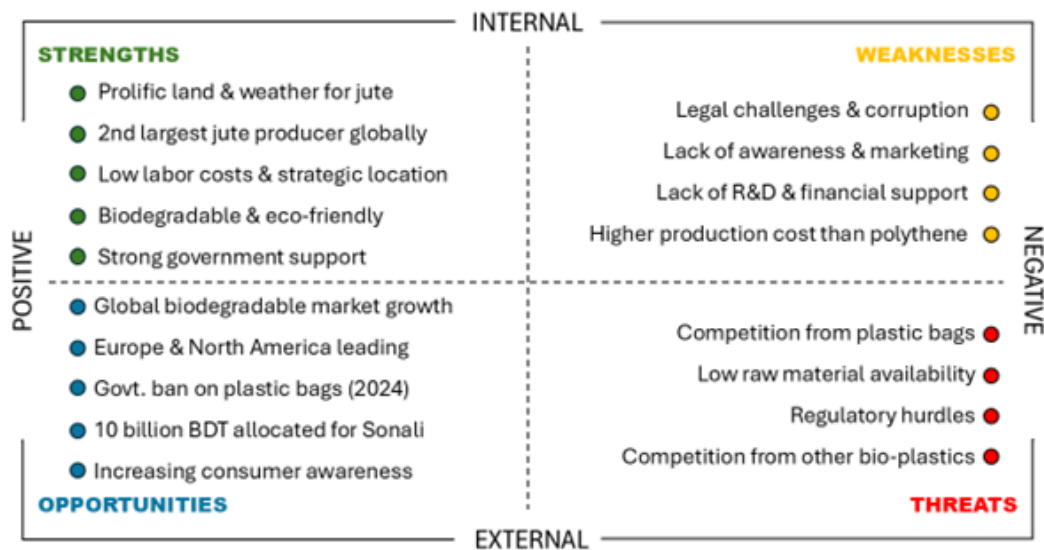 INTERNAL
STRENGTHS
Prolific land & weather for jute
2nd largest jute producer globally
Low labor costs & strategic location
Biodegradable & eco-friendly
Strong government support
WEAKNESSES
Legal challenges & corruption
Lack of awareness & marketing
Lack of R&D & financial support
Higher production cost than polythene
POSITIVE
NEGATIVE
Global biodegradable market growth
Europe & North America leading
Govt. ban on plastic bags (2024)
10 billion BDT allocated for Sonali
Increasing consumer awareness
OPPORTUNITIES
Competition from plastic bags
Low raw material availability
Regulatory hurdles
Competition from other bio-plastics
THREATS
EXTERNAL